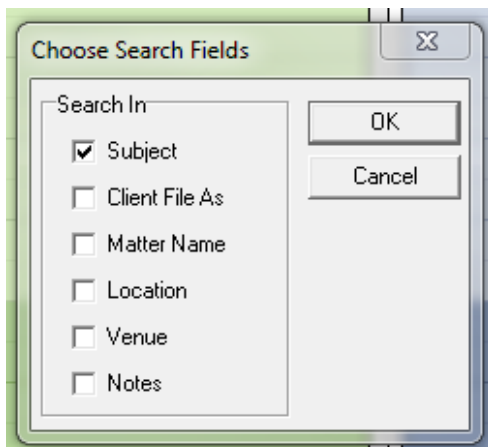 Choose Search Fields
Search In
Subject
Client File As
Matter Name
Location
Venue
Notes
OK
Cancel